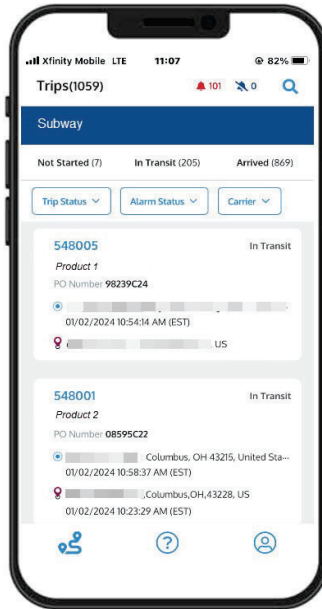 Xfinity Mobile LTE 11:07 82%
Trips(1059) 101 0
Subway
Not Started (7) In Transit (205) Arrived (869)
Trip Status Alarm Status Carrier
548005 In Transit
Product 1
PO Number 98239C24
01/02/2024 10:54:14 AM (EST)
US
548001 In Transit
Product 2
PO Number 08595C22
Columbus, OH 43215, United Sta...
01/02/2024 10:58:37 AM (EST)
,Columbus,OH,43228, US
01/02/2024 10:23:29 AM (EST)
?